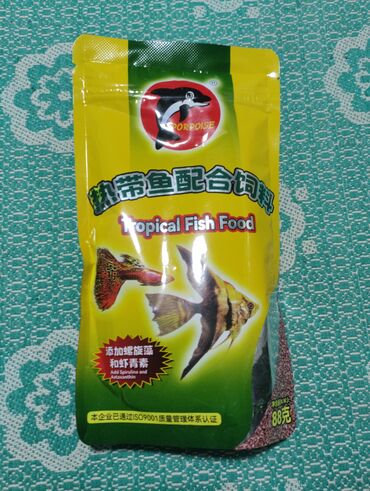 PORPOISE
®
热带鱼配合饲料
Tropical Fish Food
添加螺旋藻
和虾青素
Add Spirulina and
Astaxanthin
本企业已通过ISO9001质量管理体系认证
88克